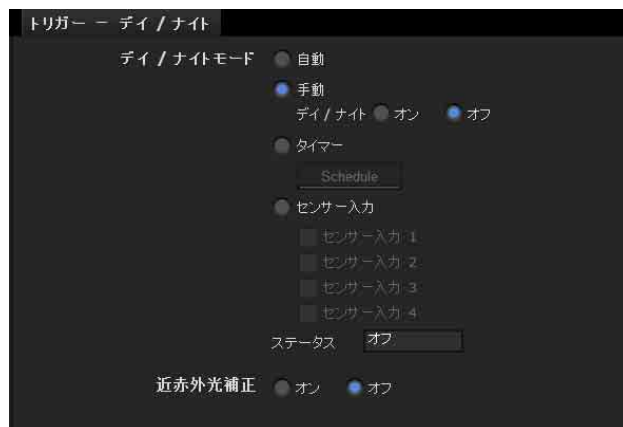 トリガー － デイ / ナイト
デイ / ナイトモード 自動
手動
デイ / ナイト オン オフ
タイマー
Schedule
センサー入力
センサー入力 1
センサー入力 2
センサー入力 3
センサー入力 4
ステータス オフ
近赤外光補正 オン オフ